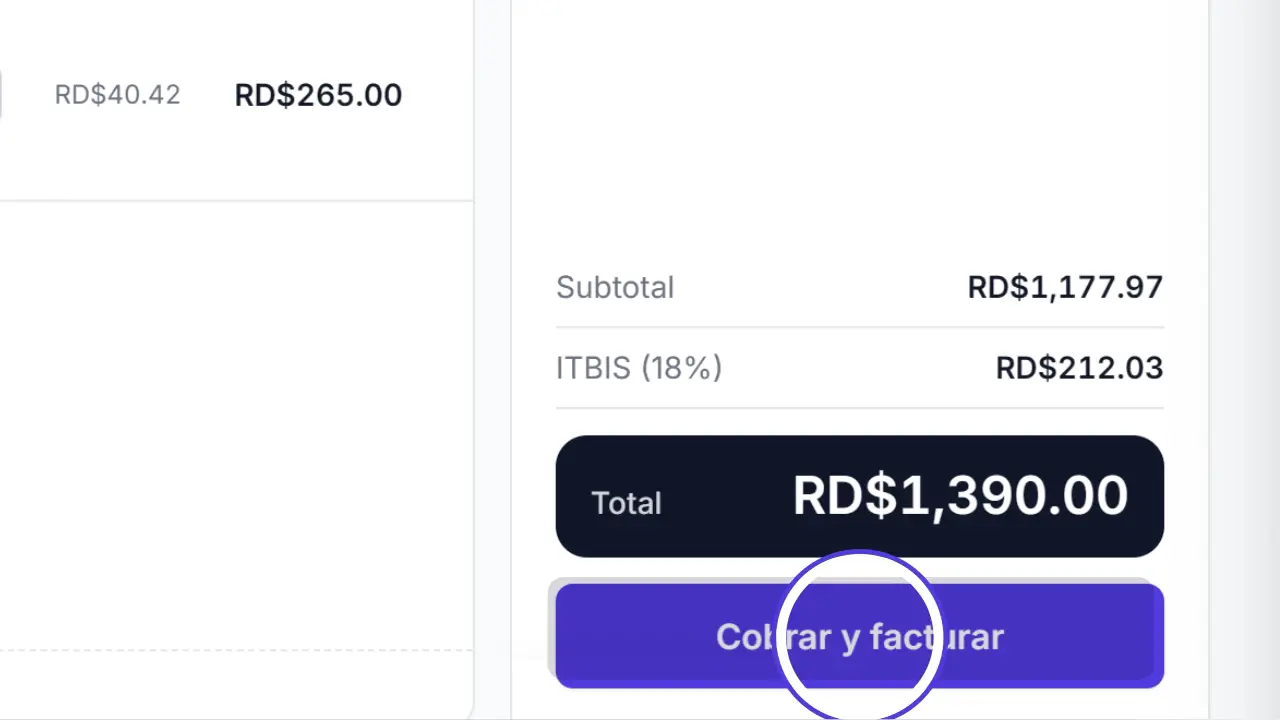 RD$40.42 RD$265.00
Subtotal RD$1,177.97
ITBIS (18%) RD$212.03
Total RD$1,390.00
Cobrar y facturar